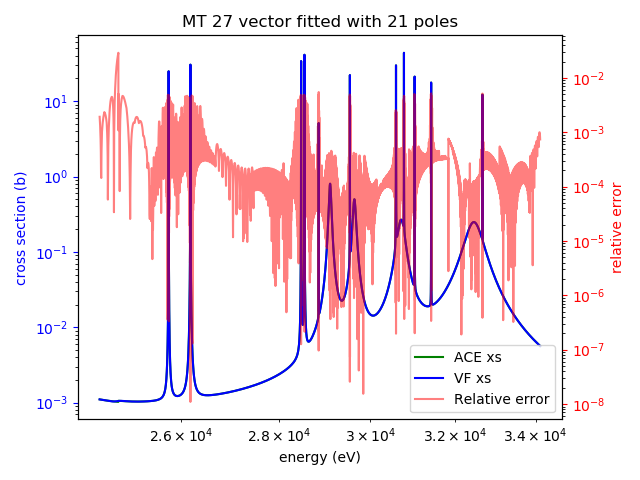 MT 27 vector fitted with 21 poles
cross section (b)
10¹
10⁰
10⁻¹
10⁻²
10⁻³
10⁻²
10⁻³
10⁻⁴
10⁻⁵
10⁻⁶
10⁻⁷
10⁻⁸
relative error
ACE xs
VF xs
Relative error
2.6 × 10⁴ 2.8 × 10⁴ 3 × 10⁴ 3.2 × 10⁴ 3.4 × 10⁴
energy (eV)